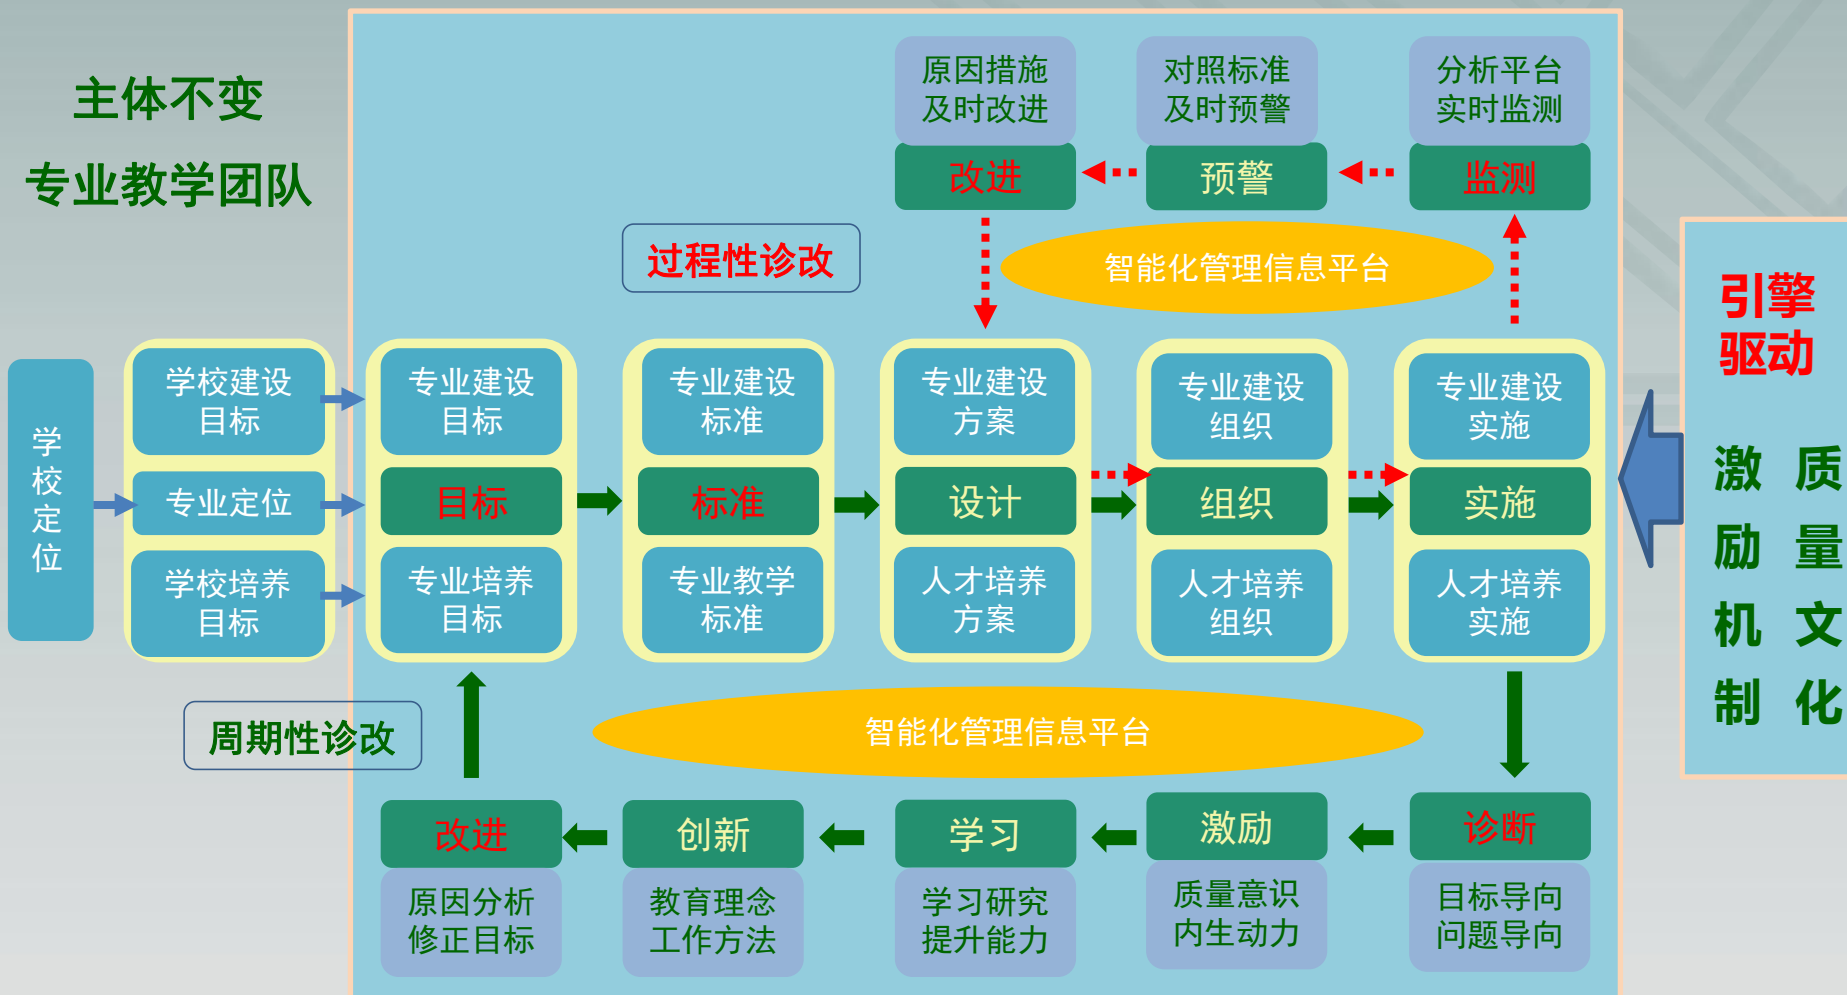 主体不变
专业教学团队
原因措施
及时改进
对照标准
及时预警
分析平台
实时监测
改进
预警
监测
过程性诊改
智能化管理信息平台
学校定位
学校建设
目标
专业定位
学校培养
目标
专业建设
目标
目标
专业培养
目标
专业建设
标准
标准
专业教学
标准
专业建设
方案
设计
人才培养
方案
专业建设
组织
组织
人才培养
组织
专业建设
实施
实施
人才培养
实施
引擎
驱动
激励机制
质量文化
周期性诊改
智能化管理信息平台
改进
创新
学习
激励
诊断
原因分析
修正目标
教育理念
工作方法
学习研究
提升能力
质量意识
内生动力
目标导向
问题导向